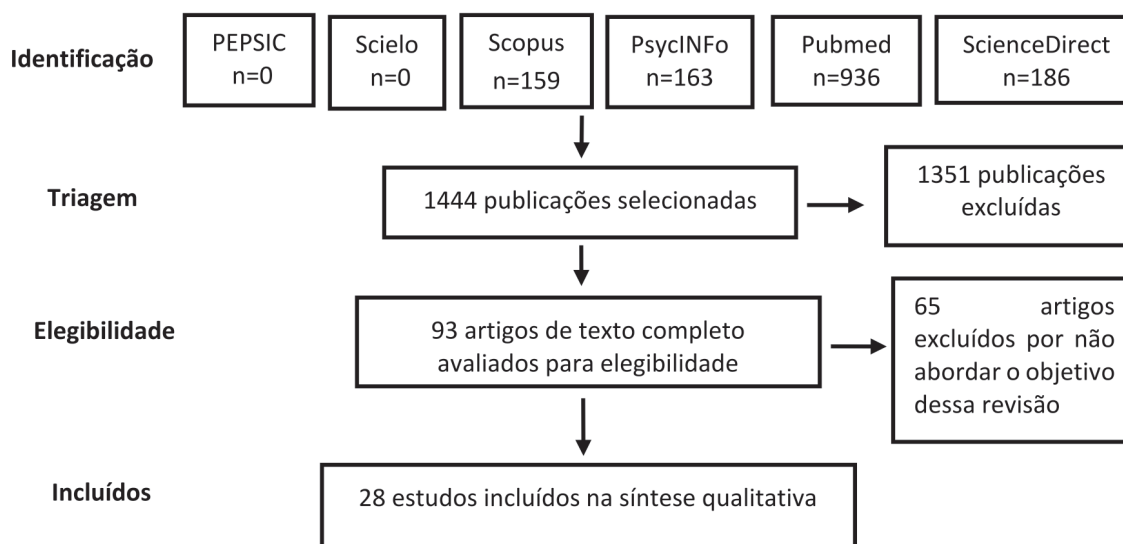 Identificação
PEPSIC
n=0
Scielo
n=0
Scopus
n=159
PsycINFo
n=163
Pubmed
n=936
ScienceDirect
n=186
Triagem
1444 publicações selecionadas
1351 publicações
excluídas
Elegibilidade
93 artigos de texto completo
avaliados para elegibilidade
65 artigos
excluídos por não
abordar o objetivo
dessa revisão
Incluídos
28 estudos incluídos na síntese qualitativa